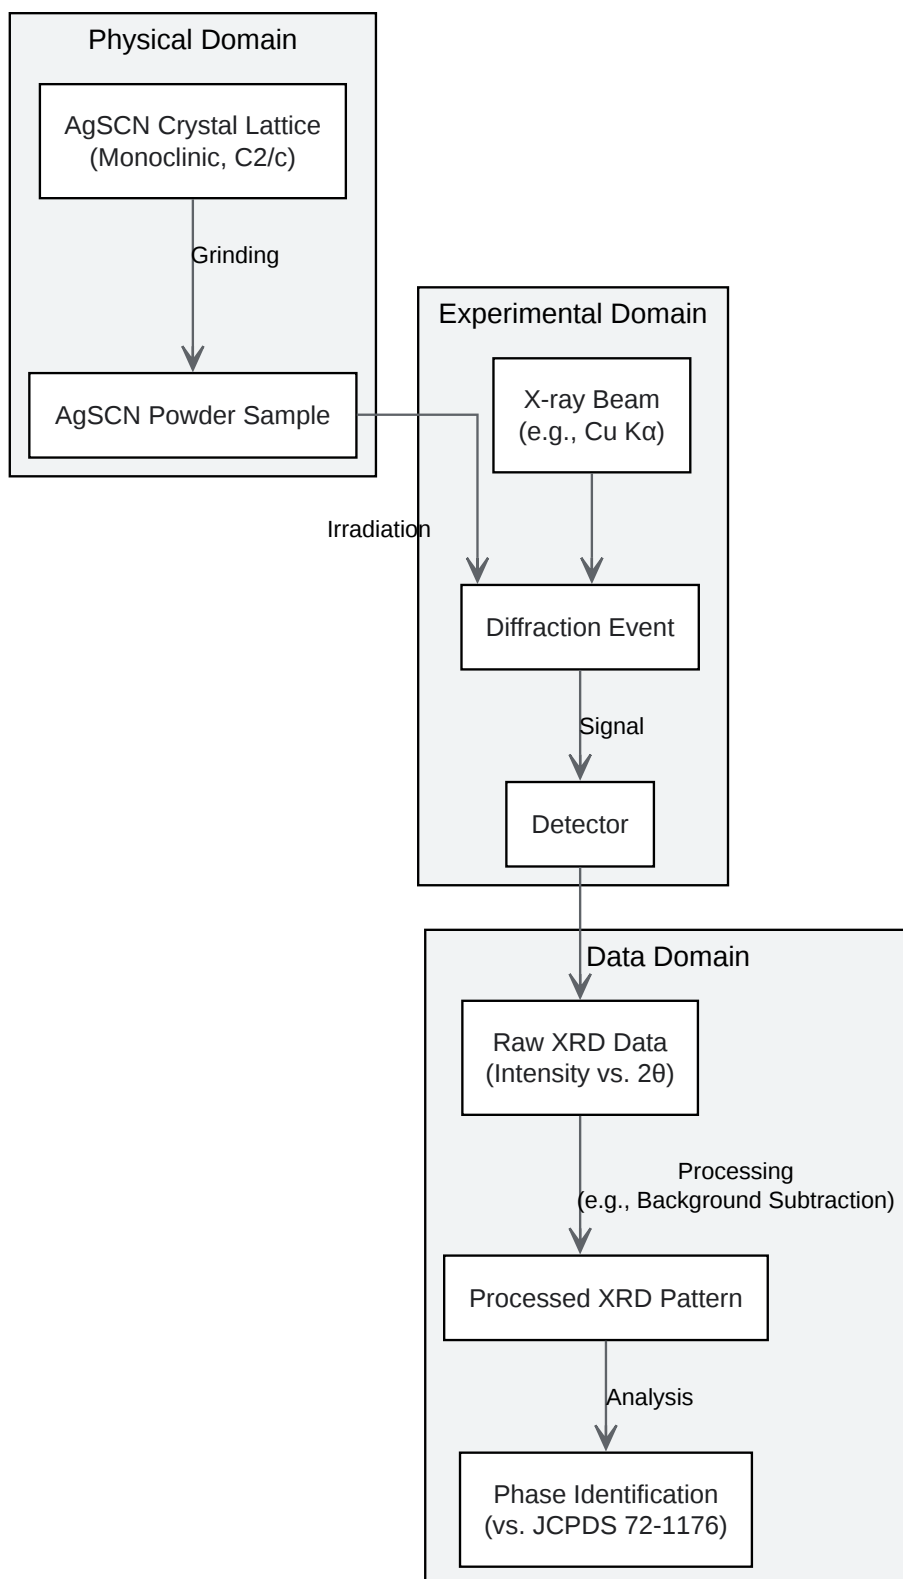 Physical Domain
AgSCN Crystal Lattice
(Monoclinic, C2/c)
Grinding
AgSCN Powder Sample
Experimental Domain
X-ray Beam
(e.g., Cu Kα)
Irradiation
Diffraction Event
Signal
Detector
Data Domain
Raw XRD Data
(Intensity vs. 2θ)
Processing
(e.g., Background Subtraction)
Processed XRD Pattern
Analysis
Phase Identification
(vs. JCPDS 72-1176)